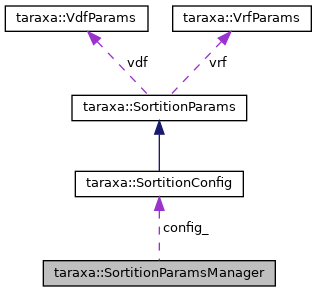 taraxa::VdfParams
taraxa::VrfParams
vdf
vrf
taraxa::SortitionParams
taraxa::SortitionConfig
config_
taraxa::SortitionParamsManager